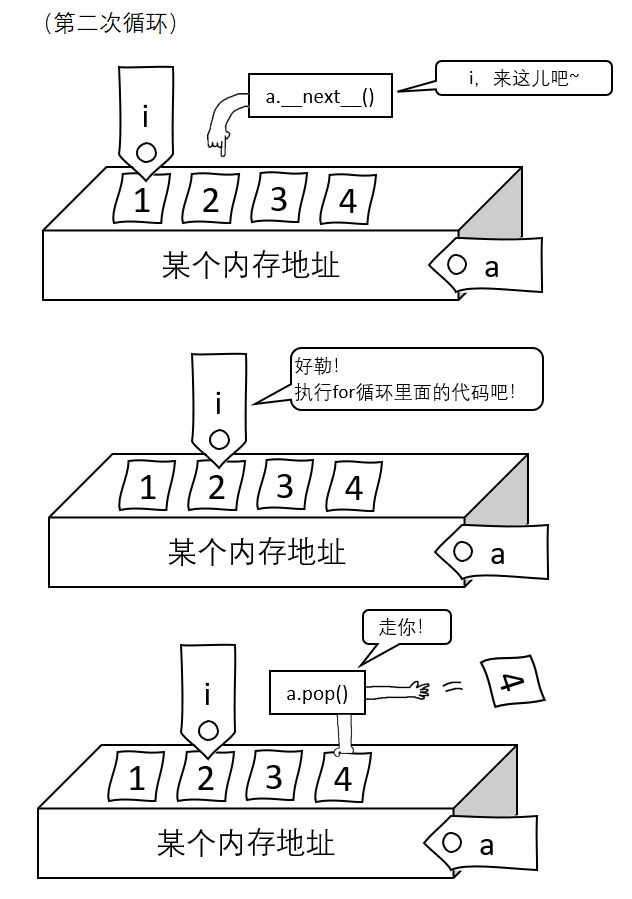 （第二次循环）
i，来这儿吧~
a.__next__()
i
1 2 3 4
某个内存地址
a
好勒！
执行for循环里面的代码吧！
i
1 2 3 4
某个内存地址
a
走你！
i
a.pop()
4
1 2 3 4
某个内存地址
a